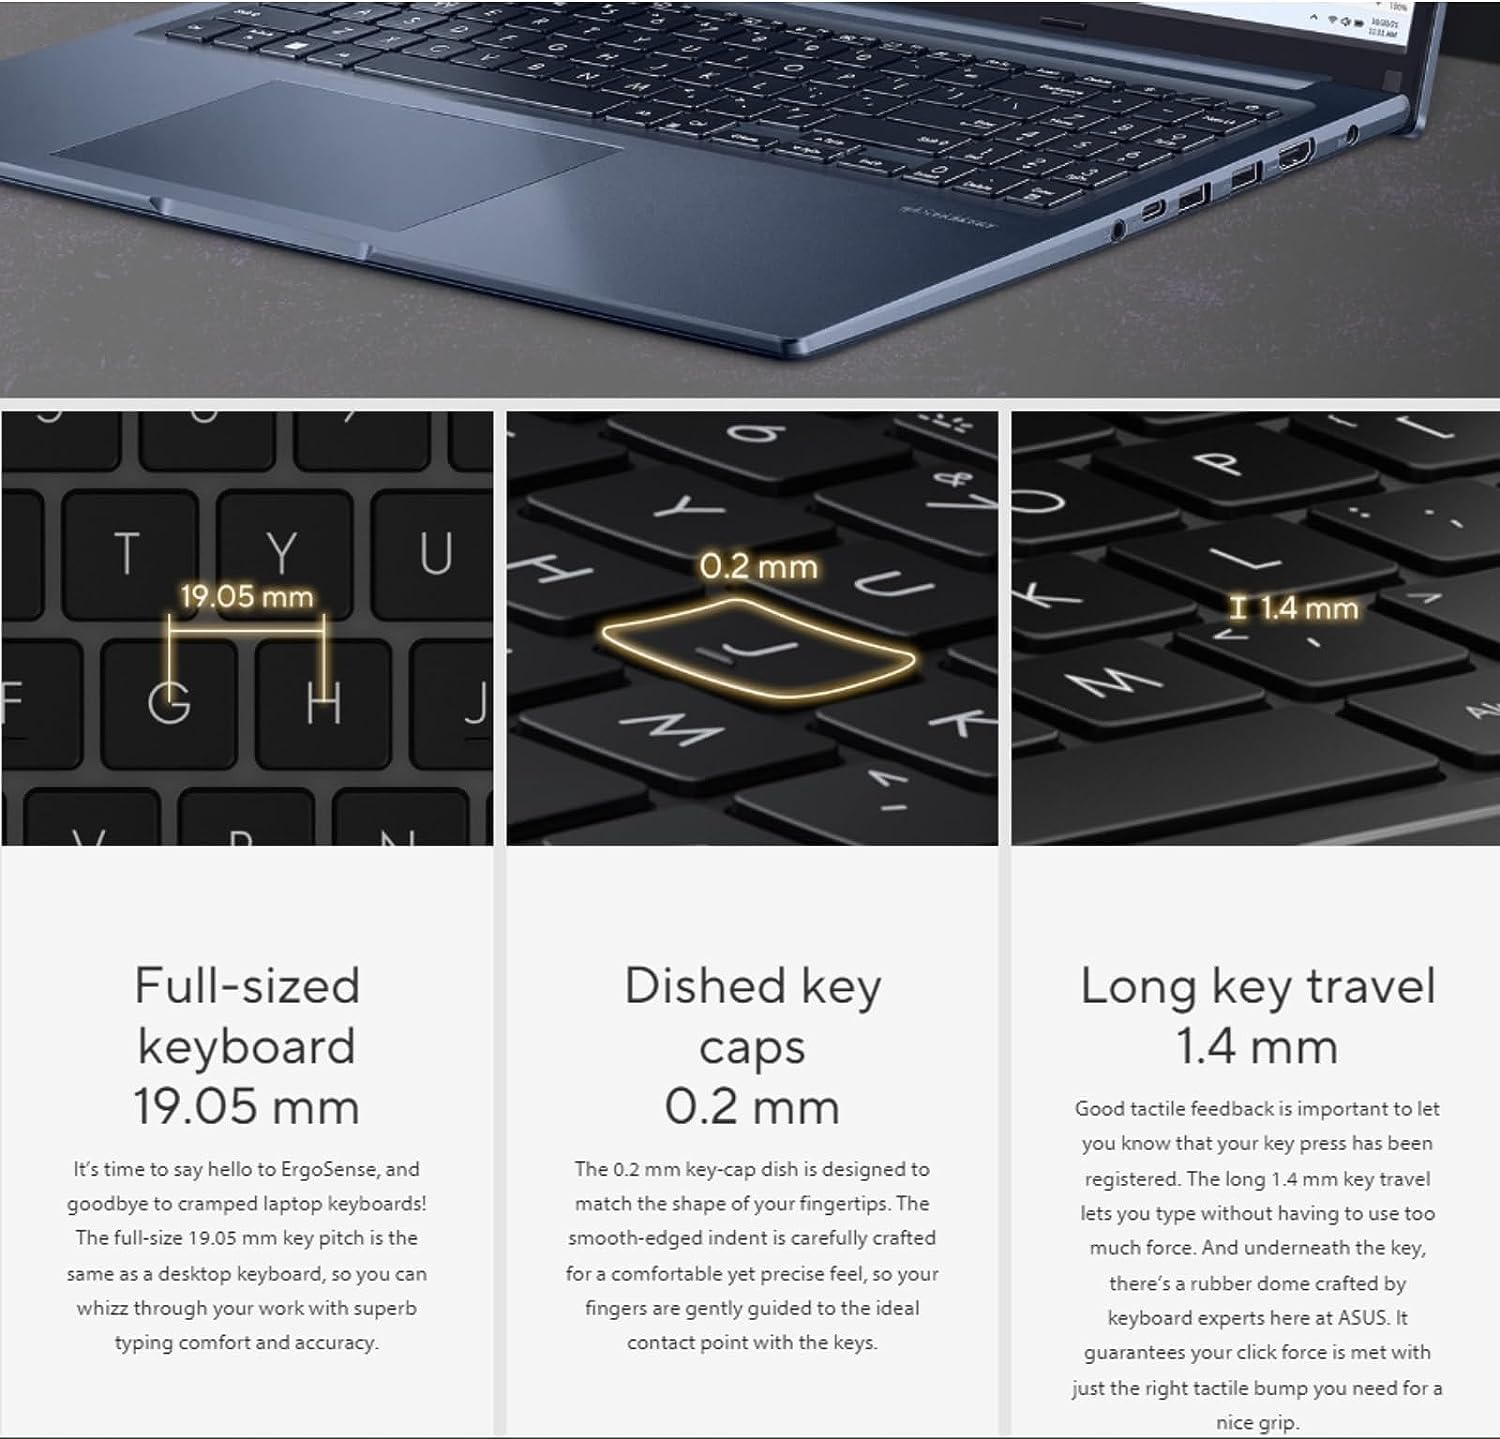 100%
19.05 mm
T Y U
F G H J
0.2 mm
6
Y
&
H U
J
M K
1.4 mm
P
O
L
K
M
Full-sized
keyboard
19.05 mm
It's time to say hello to ErgoSense, and
goodbye to cramped laptop keyboards!
The full-size 19.05 mm key pitch is the
same as a desktop keyboard, so you can
whizz through your work with superb
typing comfort and accuracy.
Dished key
caps
0.2 mm
The 0.2 mm key-cap dish is designed to
match the shape of your fingertips. The
smooth-edged indent is carefully crafted
for a comfortable yet precise feel, so your
fingers are gently guided to the ideal
contact point with the keys.
Long key travel
1.4 mm
Good tactile feedback is important to let
you know that your key press has been
registered. The long 1.4 mm key travel
lets you type without having to use too
much force. And underneath the key,
there's a rubber dome crafted by
keyboard experts here at ASUS. It
guarantees your click force is met with
just the right tactile bump you need for a
nice grip.